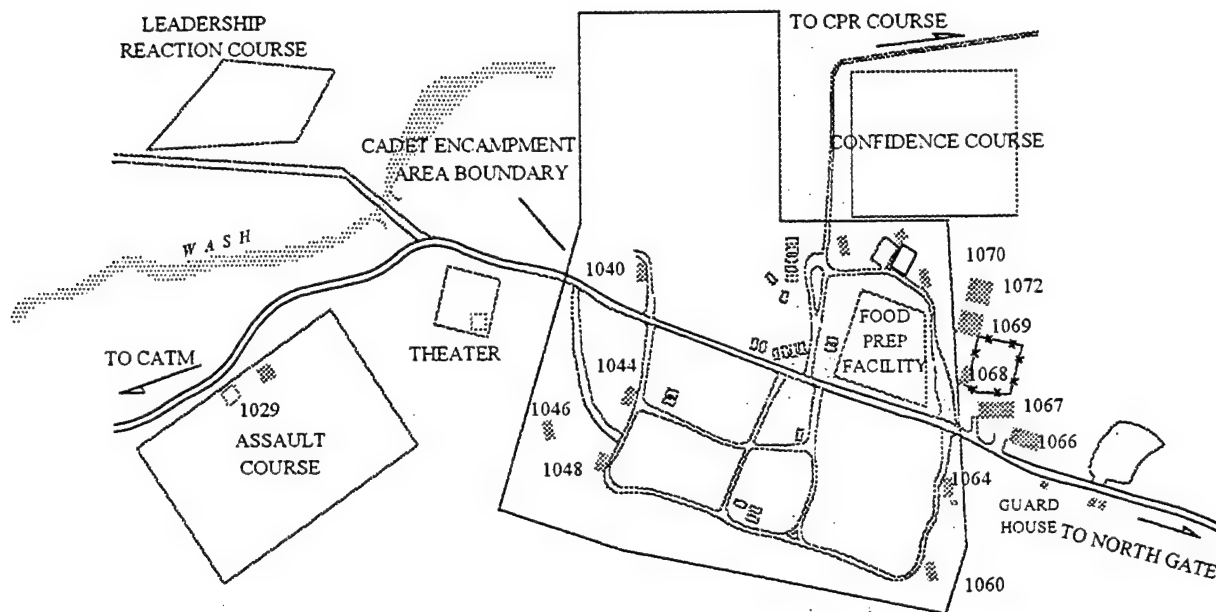 LEADERSHIP
REACTION COURSE
TO CPR COURSE
CADET ENCAMPMENT
AREA BOUNDARY
CONFIDENCE COURSE
WASH
1040
1070
1072
1069
FOOD
PREP
FACILITY
1068
THEATER
TO CATM
1044
1067
1029
1046
1066
ASSAULT
COURSE
1048
1064
GUARD
HOUSE
TO NORTH GATE
1060